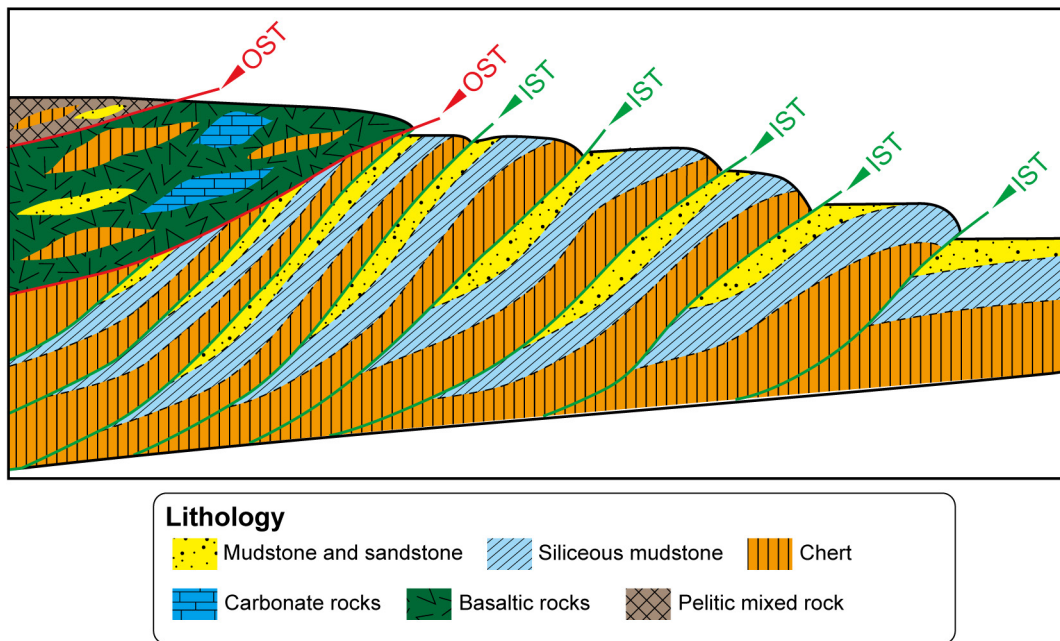 OST
OST
IST
IST
IST
IST
IST
Lithology
Mudstone and sandstone
Siliceous mudstone
Chert
Carbonate rocks
Basaltic rocks
Pelitic mixed rock